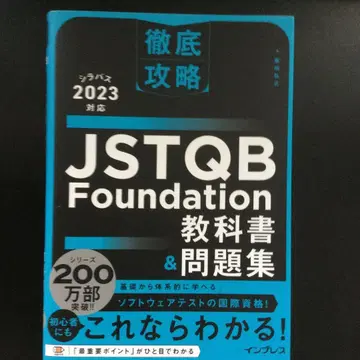 徹底
攻略
シラバス
2023
対応
JSTQB
Foundation
教科書
&問題集
シリーズ
200
万部
突破!!
基礎から体系的に学べる
ソフトウェアテストの国際資格!
初心者
にも
これならわかる!
「最重要ポイント」がひと目でわかる
インプレス